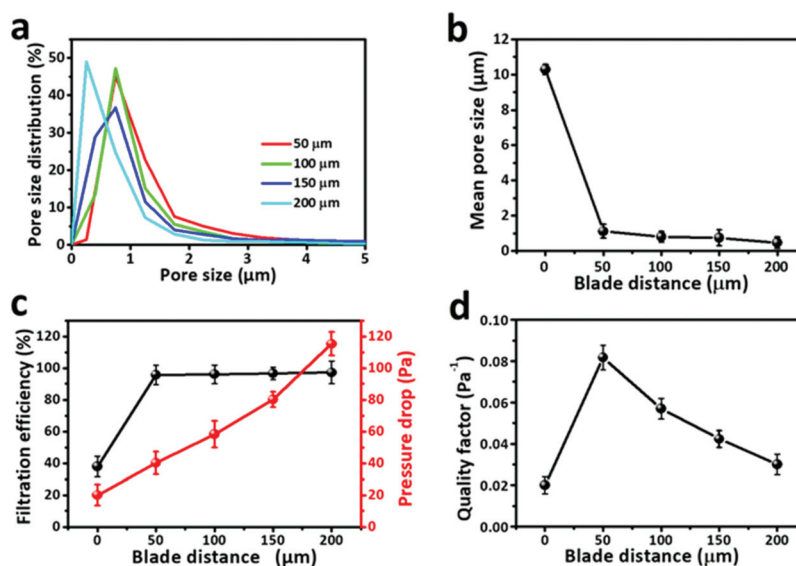 a
Pore size distribution (%)
50
40
30
20
10
0
50 μm
100 μm
150 μm
200 μm
0 1 2 3 4 5
Pore size (μm)
b
Mean pore size (μm)
12
10
8
6
4
2
0
0 50 100 150 200
Blade distance (μm)
c
Filtration efficiency (%)
120
100
80
60
40
20
0
120
100
80
60
40
20
0
Pressure drop (Pa)
0 50 100 150 200
Blade distance (μm)
d
Quality factor (Pa⁻¹)
0.10
0.08
0.06
0.04
0.02
0.00
0 50 100 150 200
Blade distance (μm)